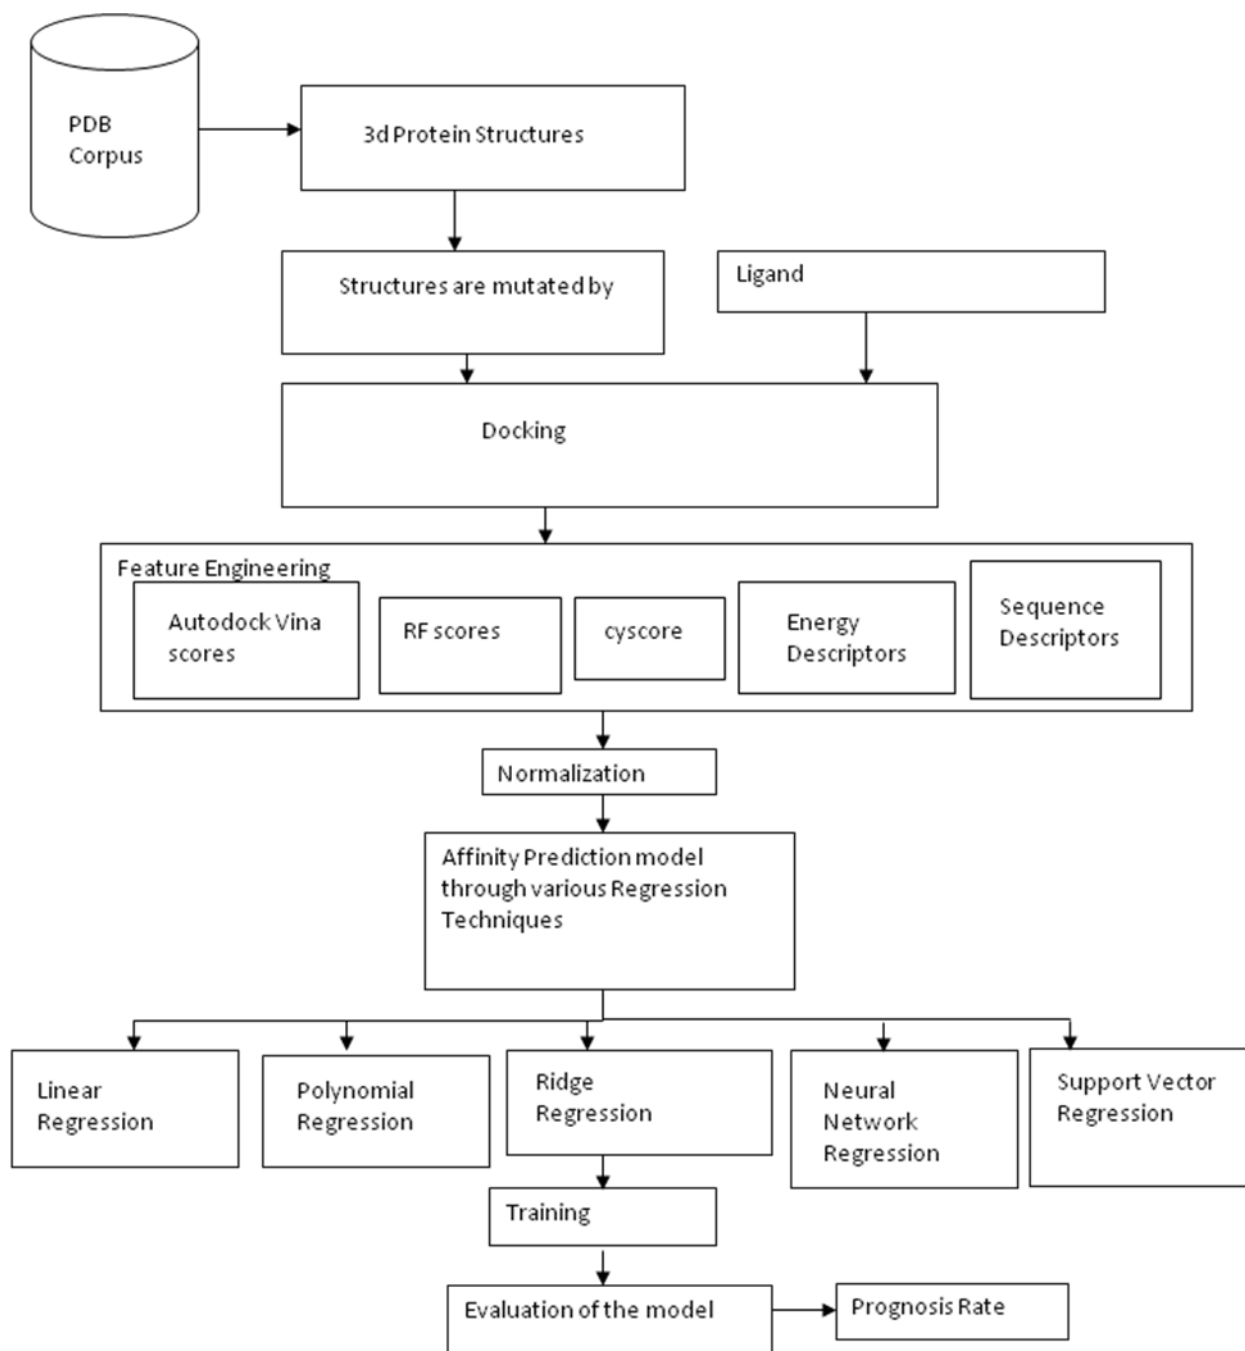 PDB
Corpus
3d Protein Structures
Structures are mutated by
Ligand
Docking
Feature Engineering
Autodock Vina
scores
RF scores
cyscore
Energy
Descriptors
Sequence
Descriptors
Normalization
Affinity Prediction model
through various Regression
Techniques
Linear
Regression
Polynomial
Regression
Ridge
Regression
Neural
Network
Regression
Support Vector
Regression
Training
Evaluation of the model
Prognosis Rate